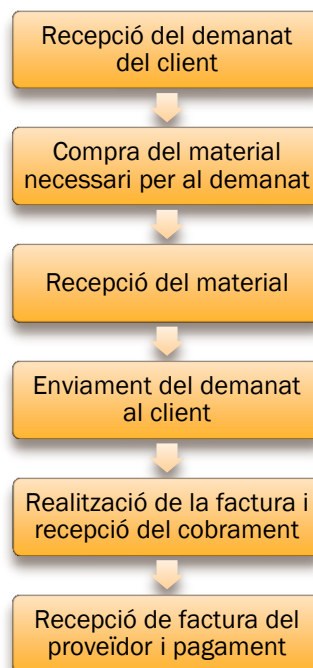 Recepció del demanat
del client
Compra del material
necessari per al demanat
Recepció del material
Enviament del demanat
al client
Realització de la factura i
recepció del cobrament
Recepció de factura del
proveïdor i pagament